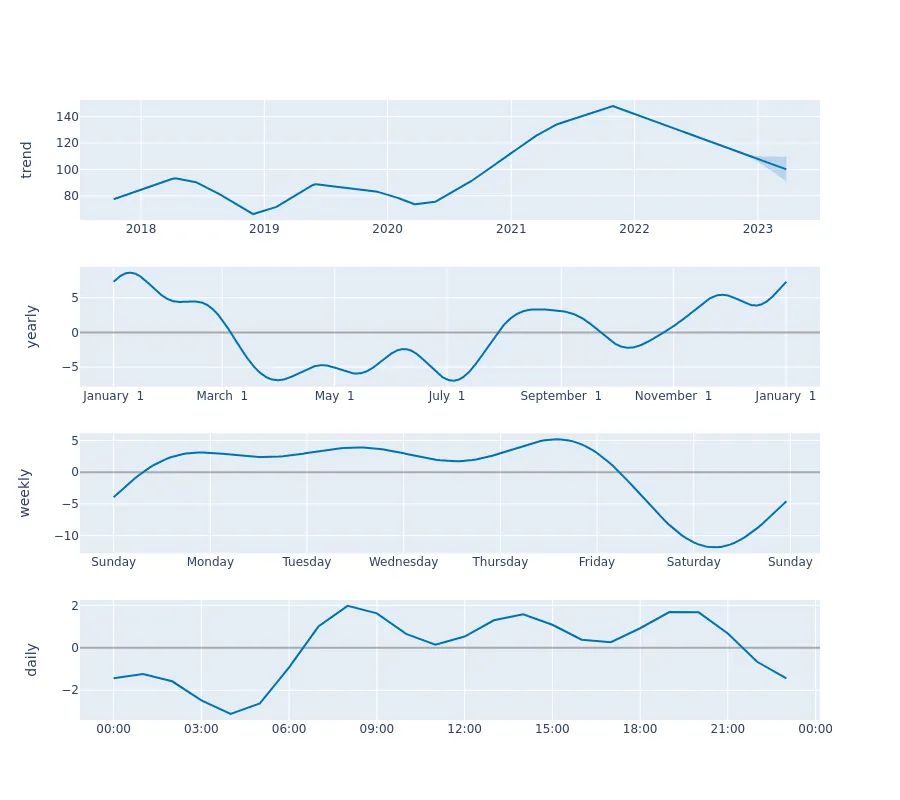 trend
140
120
100
80
2018 2019 2020 2021 2022 2023
yearly
5
0
−5
January 1 March 1 May 1 July 1 September 1 November 1 January 1
weekly
5
0
−5
−10
Sunday Monday Tuesday Wednesday Thursday Friday Saturday Sunday
daily
2
0
−2
00:00 03:00 06:00 09:00 12:00 15:00 18:00 21:00 00:00